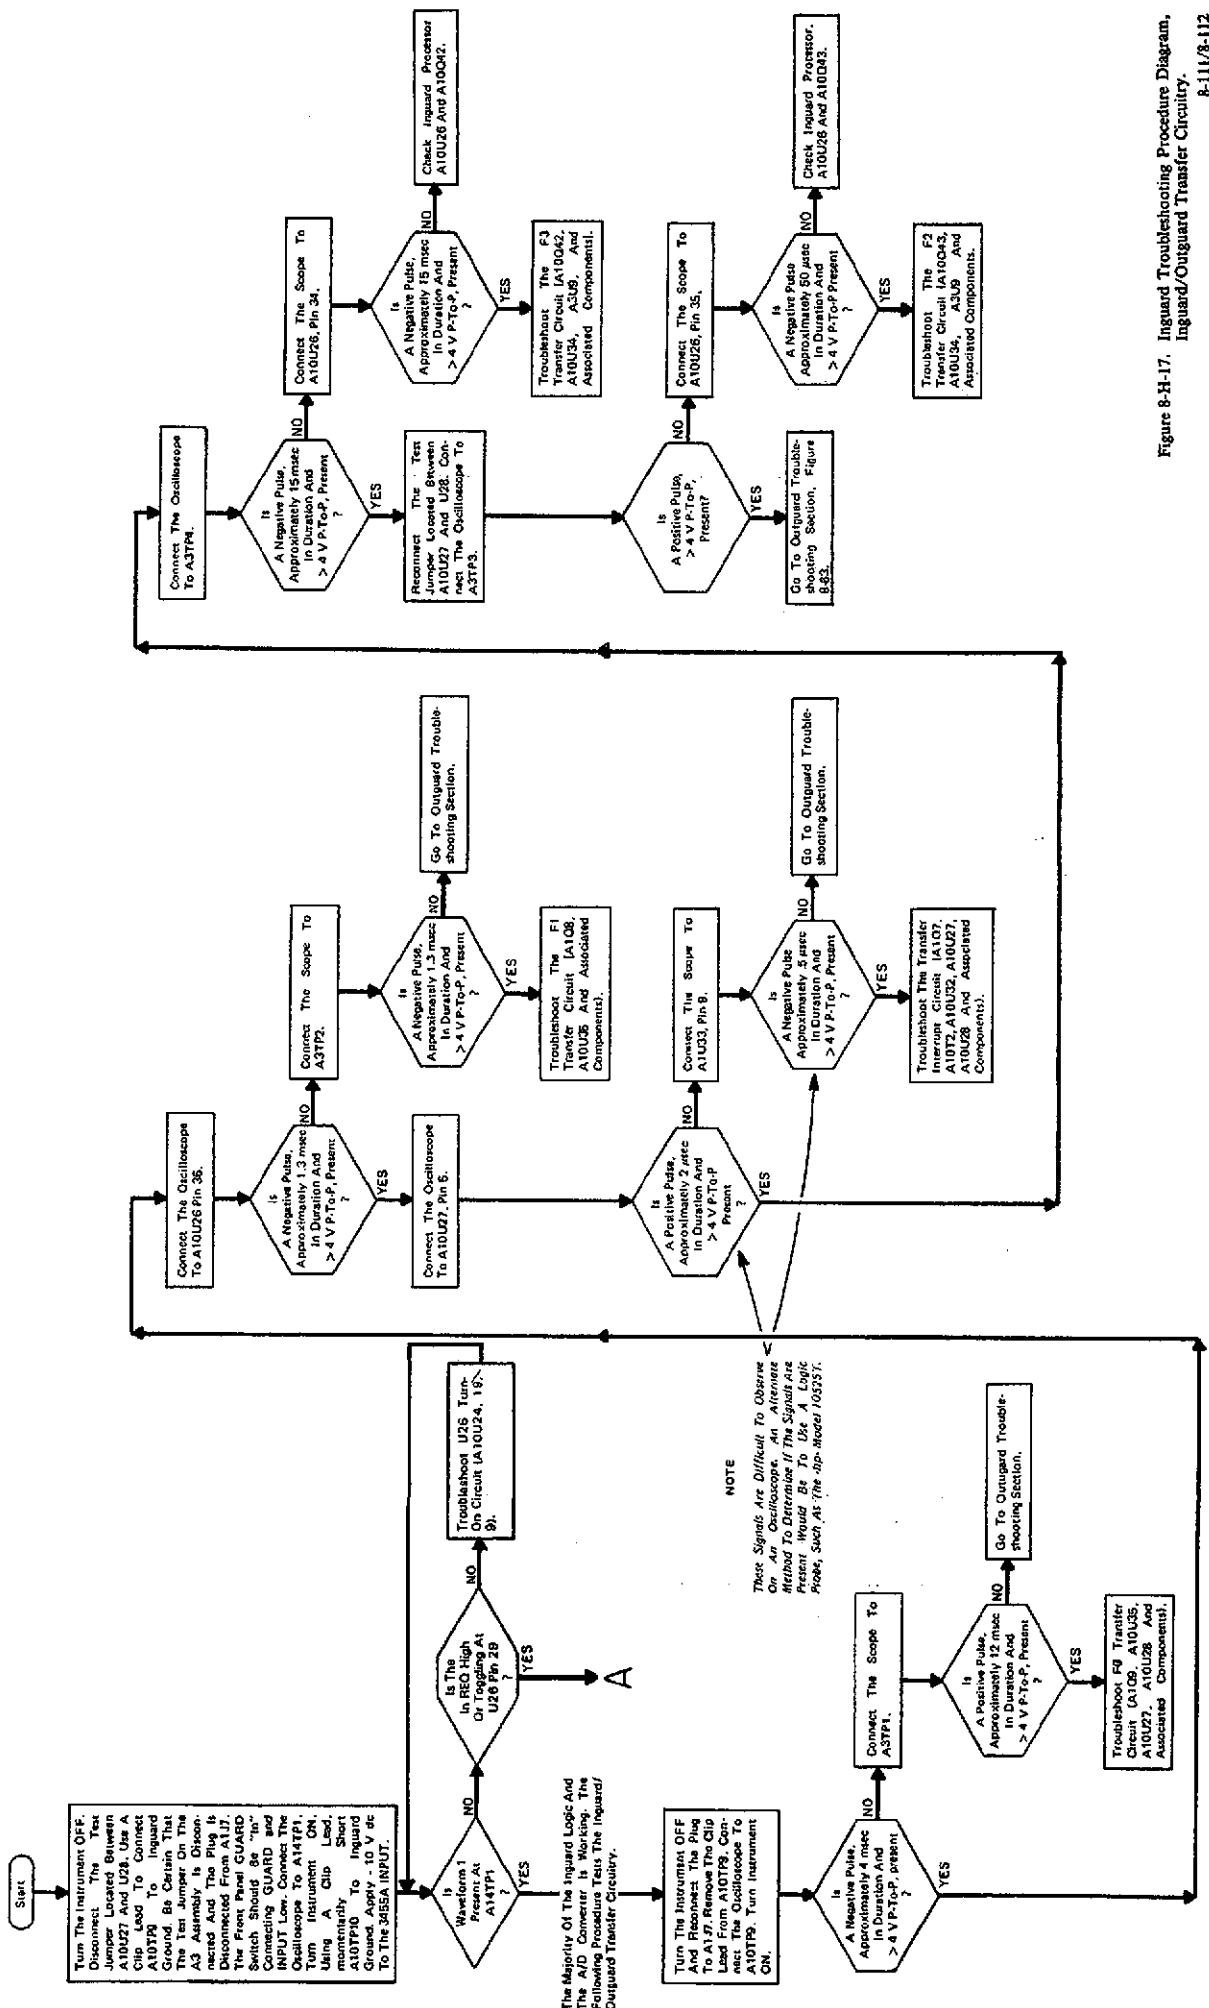 Start
Turn The Instrument OFF.
Disconnect The Test
Jumper Located Between
A10U27 And U28. Use A
Clip Lead To Connect
A10TP9 To Inguard
Ground. Be Certain That
The Test Jumper On The
A3 Assembly Is Discon-
nected And The Plug Is
Disconnected From A1J7.
The Front Panel GUARD
Switch Should Be "In"
Connecting GUARD and
INPUT Low. Connect The
Oscilloscope To A14TP1.
Turn Instrument ON.
Using A Clip Lead,
momentarily Short
A10TP10 To Inguard
Ground. Apply - 10 V dc
To The 3455A INPUT.
Is
Waveform 1
Present At
A14TP1
?
NO
YES
Is The
In REQ High
Or Toggling At
U26 Pin 29
?
NO
YES
A
Troubleshoot U26 Turn-
On Circuit (A10U24, 19,
9).
The Majority Of The Inguard Logic And
The A/D Converter Is Working. The
Following Procedure Tests The Inguard/
Outguard Transfer Circuitry.
Turn The Instrument OFF
And Reconnect The Plug
To A1J7. Remove The Clip
Lead From A10TP9. Con-
nect The Oscilloscope To
A10TP9. Turn Instrument
ON.
Is
A Negative Pulse,
Approximately 4 msec
In Duration And
> 4 V P-To-P, present
?
NO
YES
Connect The Scope To
A3TP1.
Is
A Positive Pulse,
Approximately 12 msec
In Duration And
> 4 V P-To-P, Present
?
NO
YES
Go To Outugard Trouble-
shooting Section.
Troubleshoot F0 Transfer
Circuit (A1Q9, A10U35,
A10U27, A10U28 And
Associated Components).
Connect The Oscilloscope
To A10U26 Pin 36.
Is
A Negative Pulse,
Approximately 1.3 msec
In Duration And
> 4 V P-To-P, Present
?
NO
YES
Connect The Scope To
A3TP2.
Is
A Negative Pulse,
Approximately 1.3 msec
In Duration And
> 4 V P-To-P, Present
?
NO
YES
Go To Outguard Trouble-
shooting Section.
Troubleshoot The F1
Transfer Circuit (A1Q8,
A10U35 And Associated
Components).
Connect The Oscilloscope
To A10U27, Pin 5.
Is
A Positive Pulse,
Approximately 2 µsec
In Duration And
> 4 V P-To-P
Present
?
NO
YES
Connect The Scope To
A1U33, Pin 9.
Is
A Negative Pulse
Approximately .5 µsec
In Duration And
> 4 V P-To-P, Present
?
NO
YES
Go To Outguard Trouble-
shooting Section.
Troubleshoot The Transfer
Interrupt Circuit (A1Q7,
A10T2, A10U32, A10U27,
A10U28 And Associated
Components).
NOTE
These Signals Are Difficult To Observe
On An Oscilloscope. An Alternate
Method To Determine If The Signals Are
Present Would Be To Use A Logic
Probe, Such As The -hp- Model 10525T.
Connect The Oscilloscope
To A3TP4.
Is
A Negative Pulse,
Approximately 15 msec
In Duration And
> 4 V P-To-P, Present
?
NO
YES
Connect The Scope To
A10U26, Pin 34.
Is
A Negative Pulse,
Approximately 15 msec
In Duration And
> 4 V P-To-P, Present
?
NO
YES
Check Inguard Processor
A10U26 And A10Q42.
Troubleshoot The F3
Transfer Circuit (A10Q42,
A10U34, A3U9, And
Associated Components).
Reconnect The Test
Jumper Located Between
A10U27 And U28. Con-
nect The Oscilloscope To
A3TP3.
Is
A Positive Pulse,
> 4 V P-To-P,
Present?
NO
YES
Connect The Scope To
A10U26, Pin 35.
Is
A Negative Pulse
Approximately 50 µsec
In Duration And
> 4 V P-To-P Present
?
NO
YES
Check Inguard Processor.
A10U26 And A10Q43.
Troubleshoot The F2
Transfer Circuit (A10Q43,
A10U34, A3U9 And
Associated Components.
Go To Outguard Trouble-
shooting Section, Figure
8-83.
Figure 8-H-17. Inguard Troubleshooting Procedure Diagram,
Inguard/Outguard Transfer Circuitry.
8-111/8-112